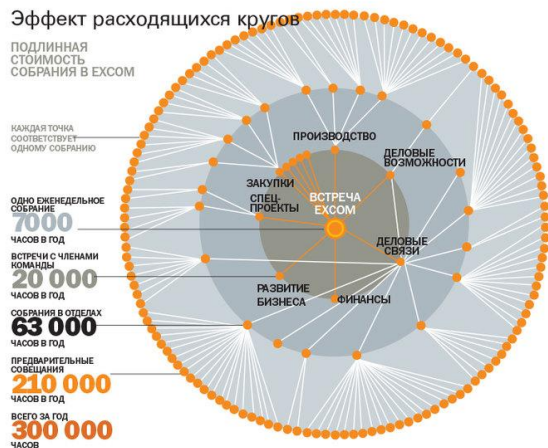 Эффект расходящихся кругов
ПОДЛИННАЯ
СТОИМОСТЬ
СОБРАНИЯ В EXCOM
КАЖДАЯ ТОЧКА
СООТВЕТСТВУЕТ
ОДНОМУ СОБРАНИЮ
ОДНО ЕЖЕНЕДЕЛЬНОЕ
СОБРАНИЕ
7000
ЧАСОВ В ГОД
ВСТРЕЧИ С ЧЛЕНАМИ
КОМАНДЫ
20 000
ЧАСОВ В ГОД
СОБРАНИЯ В ОТДЕЛАХ
63 000
ЧАСОВ В ГОД
ПРЕДВАРИТЕЛЬНЫЕ
СОВЕЩАНИЯ
210 000
ЧАСОВ В ГОД
ВСЕГО ЗА ГОД
300 000
ЧАСОВ
ПРОИЗВОДСТВО
ДЕЛОВЫЕ
ВОЗМОЖНОСТИ
ЗАКУПКИ
СПЕЦ-
ПРОЕКТЫ
ВСТРЕЧА
EXCOM
ДЕЛОВЫЕ
СВЯЗИ
РАЗВИТИЕ
БИЗНЕСА
ФИНАНСЫ